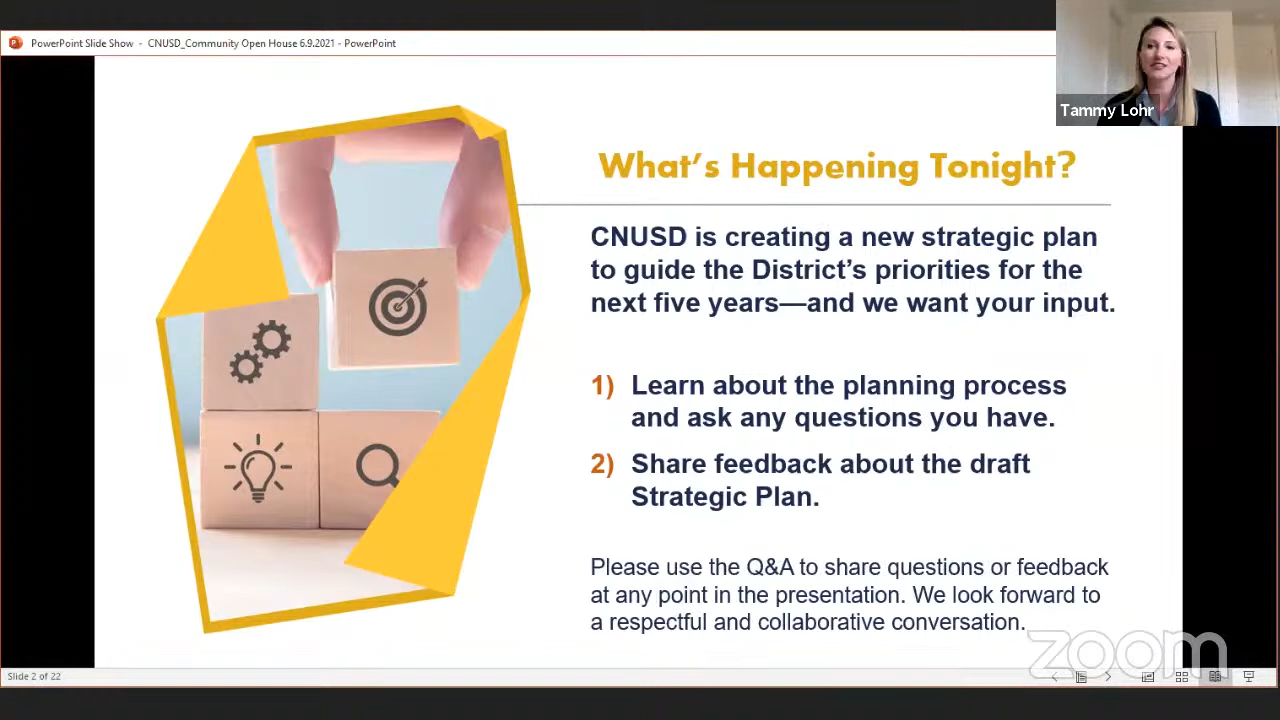 PowerPoint Slide Show - CNUSD_Community Open House 6.9.2021 - PowerPoint
Tammy Lohr
What's Happening Tonight?
CNUSD is creating a new strategic plan
to guide the District's priorities for the
next five years—and we want your input.
1) Learn about the planning process
and ask any questions you have.
2) Share feedback about the draft
Strategic Plan.
Please use the Q&A to share questions or feedback
at any point in the presentation. We look forward to
a respectful and collaborative conversation.
zoom
Slide 2 of 22